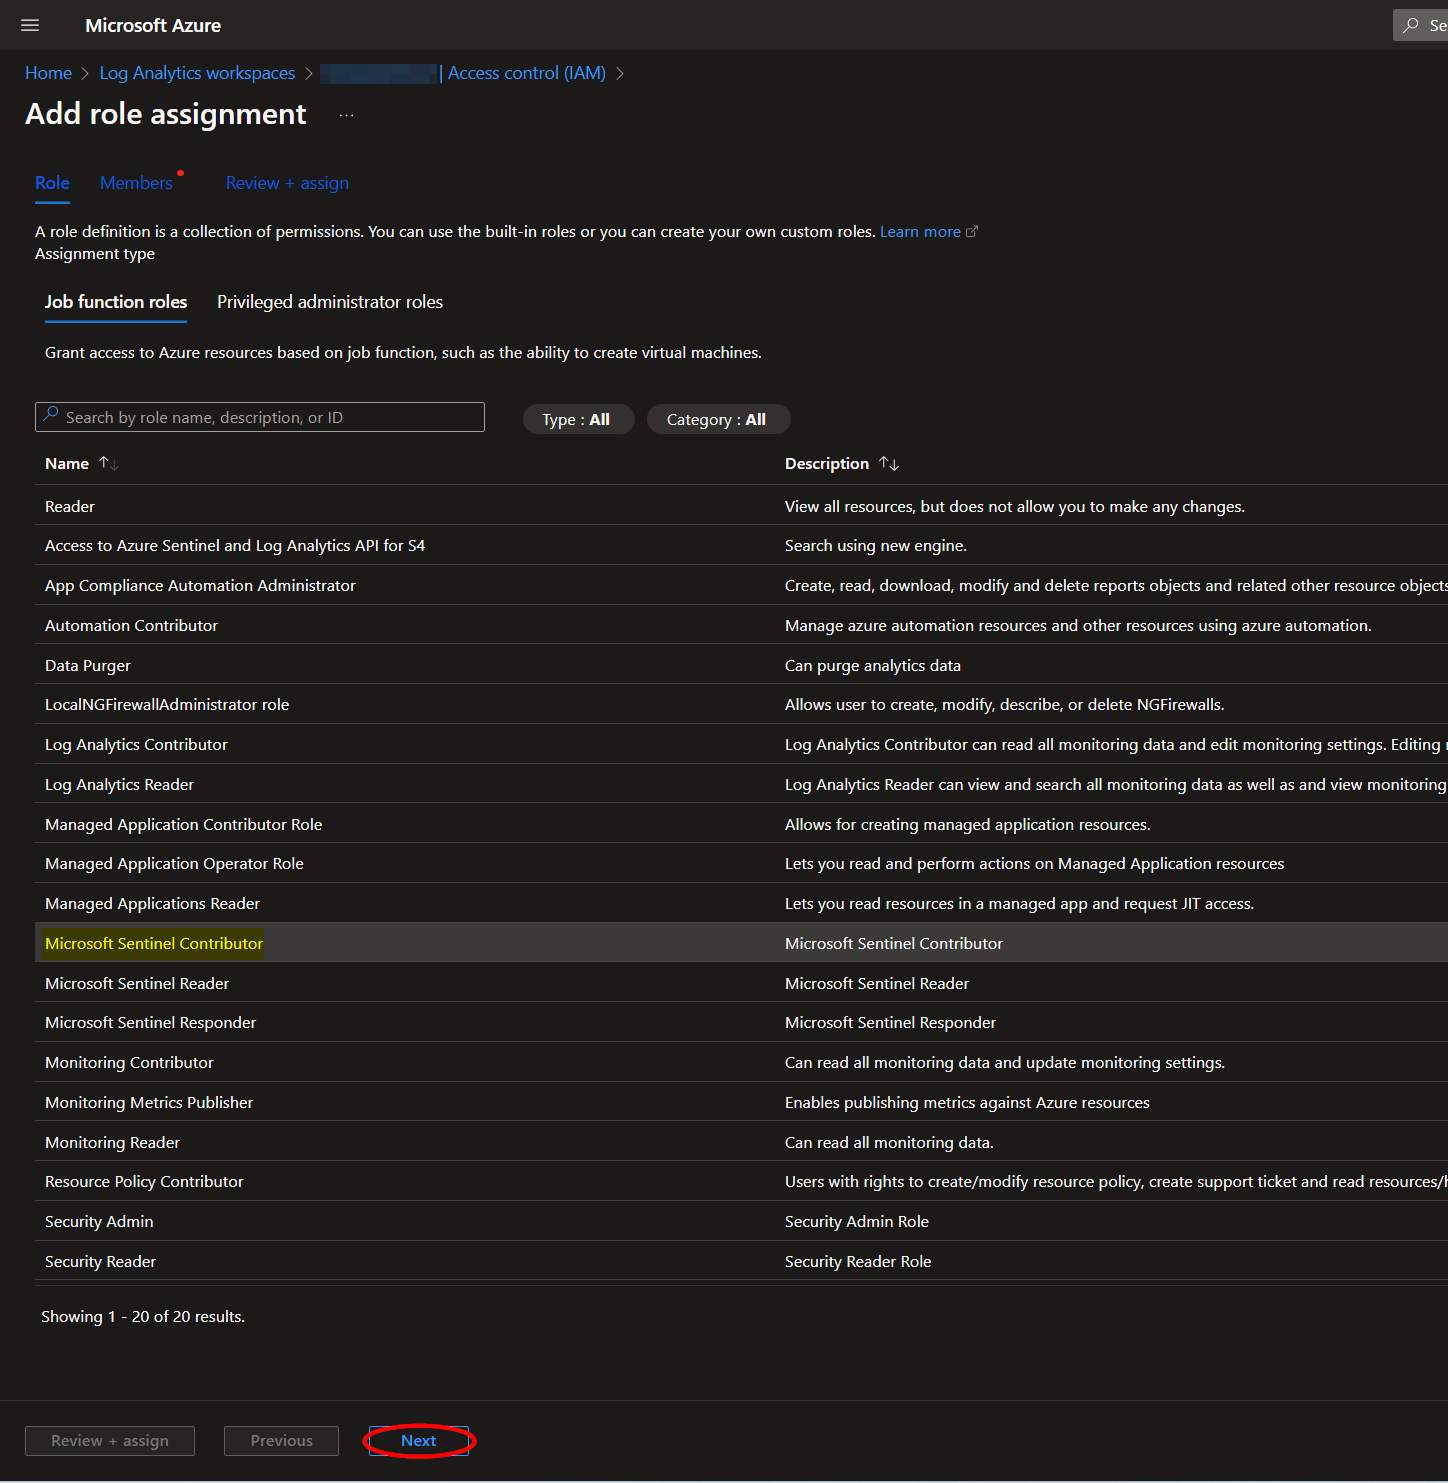 Microsoft Azure
Se
Home > Log Analytics workspaces > | Access control (IAM) >
Add role assignment ...
Role Members Review + assign
A role definition is a collection of permissions. You can use the built-in roles or you can create your own custom roles. Learn more
Assignment type
Job function roles Privileged administrator roles
Grant access to Azure resources based on job function, such as the ability to create virtual machines.
Search by role name, description, or ID Type : All Category : All
Name Description
Reader View all resources, but does not allow you to make any changes.
Access to Azure Sentinel and Log Analytics API for S4 Search using new engine.
App Compliance Automation Administrator Create, read, download, modify and delete reports objects and related other resource objects
Automation Contributor Manage azure automation resources and other resources using azure automation.
Data Purger Can purge analytics data
LocalNGFirewallAdministrator role Allows user to create, modify, describe, or delete NGFirewalls.
Log Analytics Contributor Log Analytics Contributor can read all monitoring data and edit monitoring settings. Editing
Log Analytics Reader Log Analytics Reader can view and search all monitoring data as well as and view monitoring
Managed Application Contributor Role Allows for creating managed application resources.
Managed Application Operator Role Lets you read and perform actions on Managed Application resources
Managed Applications Reader Lets you read resources in a managed app and request JIT access.
Microsoft Sentinel Contributor Microsoft Sentinel Contributor
Microsoft Sentinel Reader Microsoft Sentinel Reader
Microsoft Sentinel Responder Microsoft Sentinel Responder
Monitoring Contributor Can read all monitoring data and update monitoring settings.
Monitoring Metrics Publisher Enables publishing metrics against Azure resources
Monitoring Reader Can read all monitoring data.
Resource Policy Contributor Users with rights to create/modify resource policy, create support ticket and read resources/
Security Admin Security Admin Role
Security Reader Security Reader Role
Showing 1 - 20 of 20 results.
Review + assign Previous Next